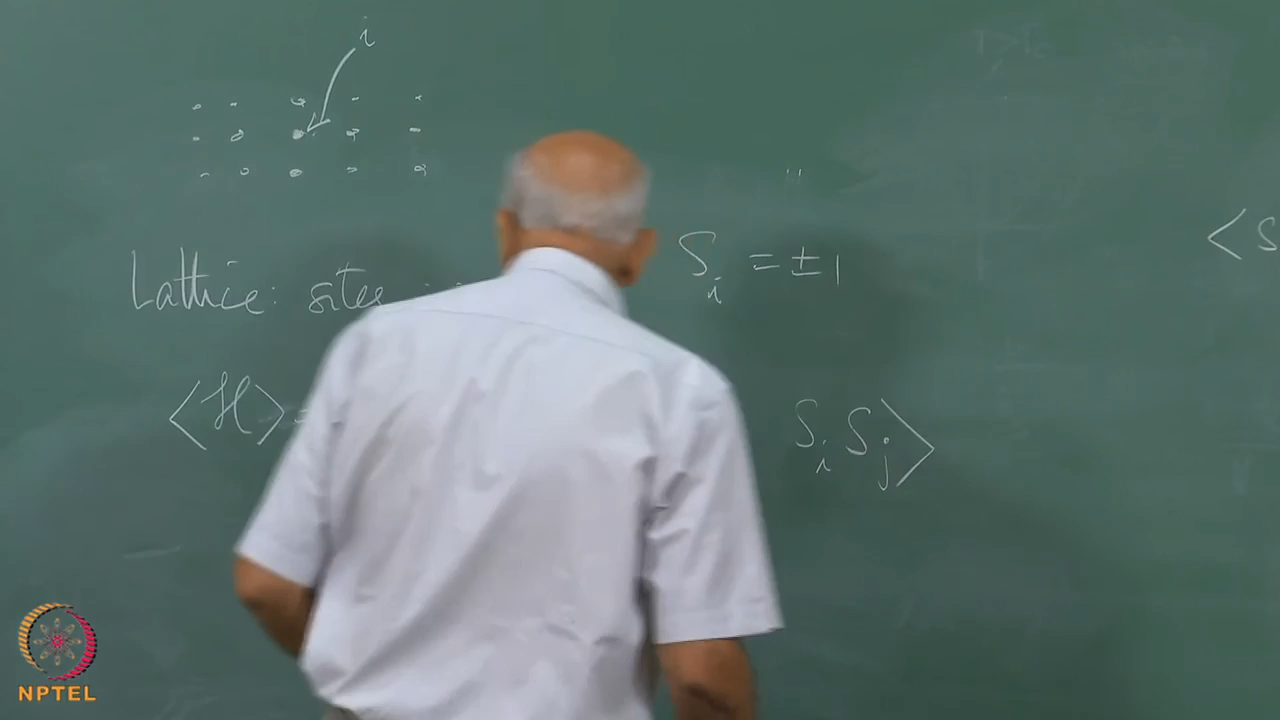 i
S_i = ±1
< S
Lattice: sites
<ℋ> =
S_i S_j >
NPTEL